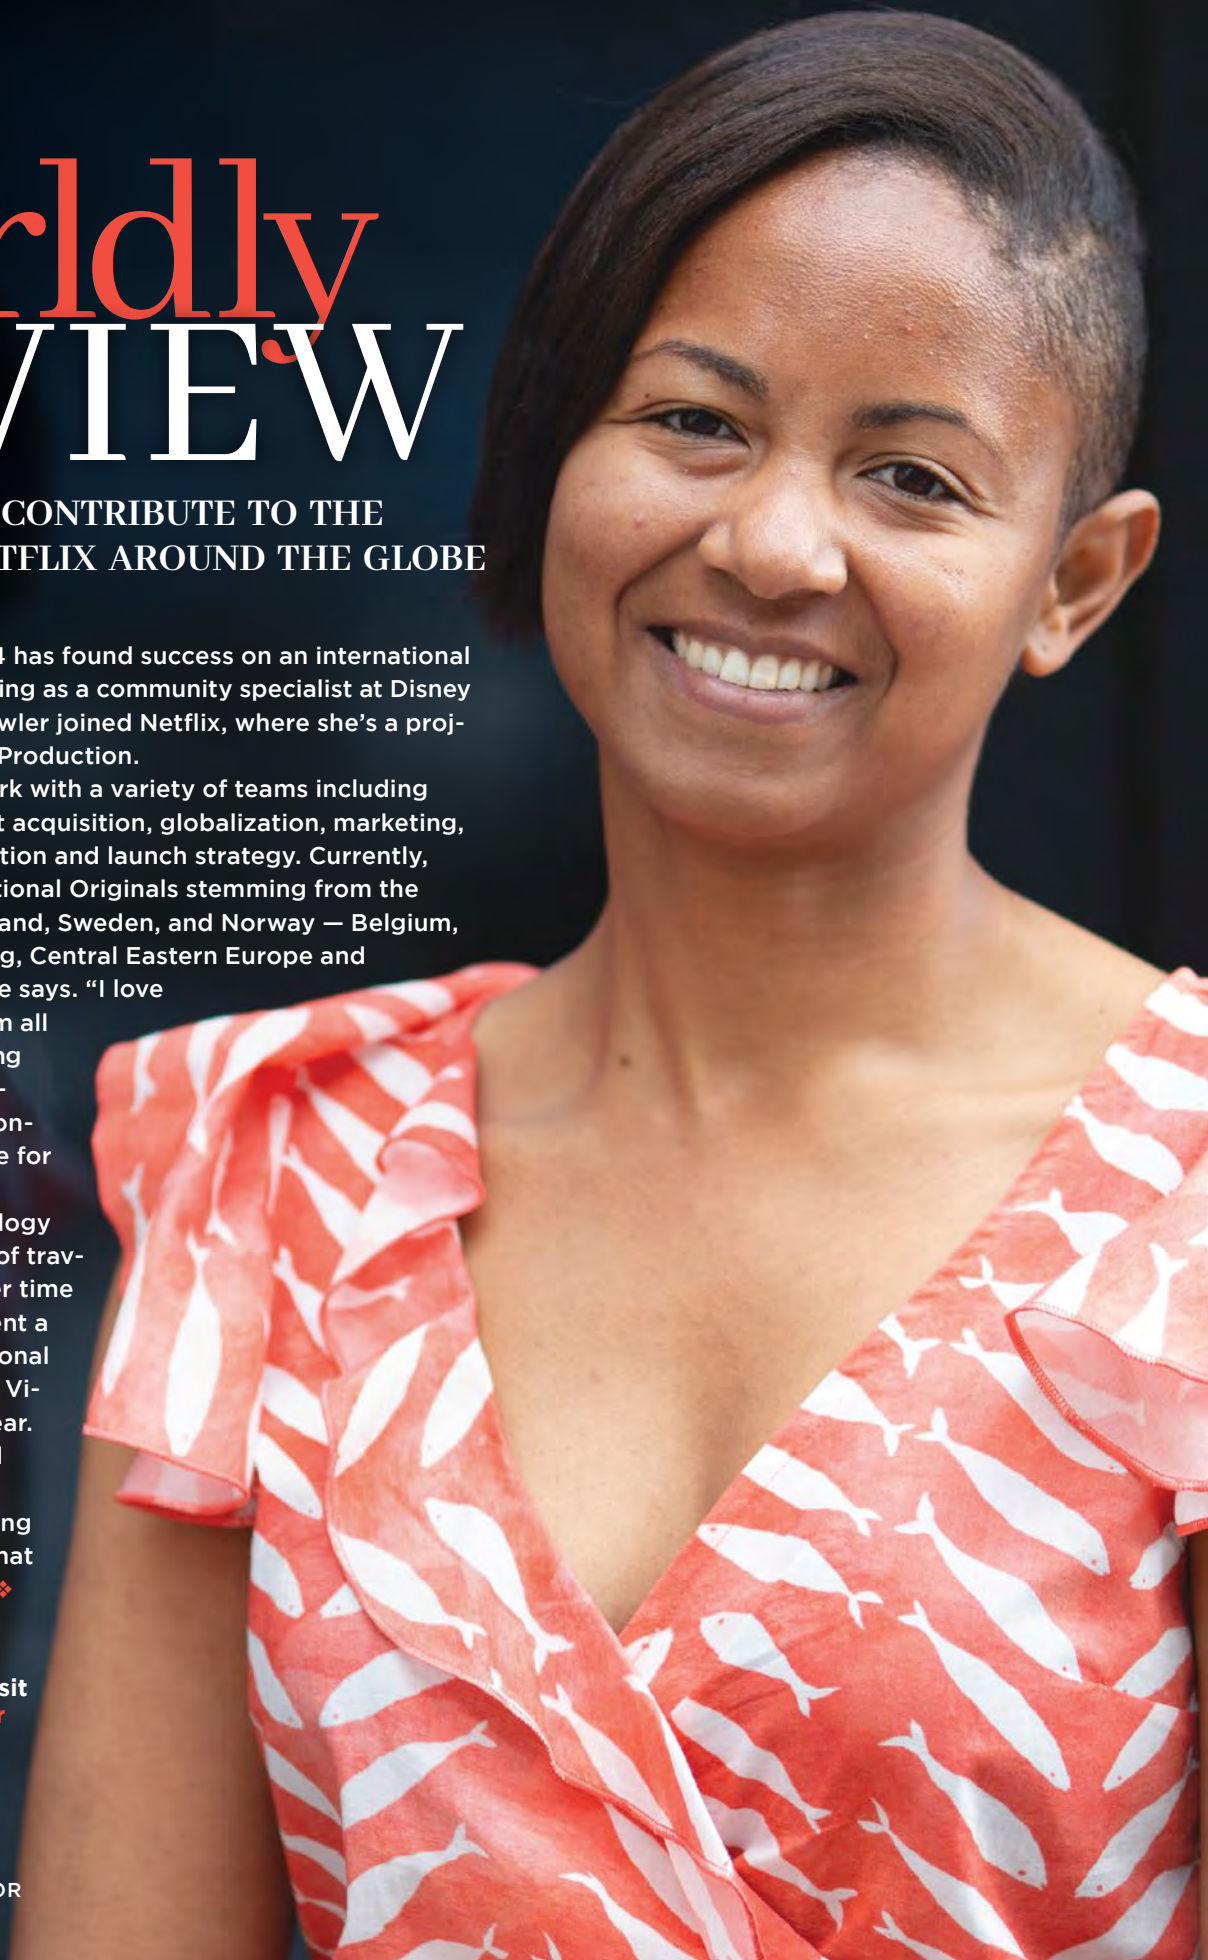 rldly
VIEW
CONTRIBUTE TO THE
TFLIX AROUND THE GLOBE
4 has found success on an international
ing as a community specialist at Disney
wler joined Netflix, where she’s a proj-
Production.
rk with a variety of teams including
t acquisition, globalization, marketing,
tion and launch strategy. Currently,
tional Originals stemming from the
and, Sweden, and Norway — Belgium,
g, Central Eastern Europe and
e says. “I love
m all
ng
-
on-
e for
logy
of trav-
er time
ent a
onal
Vi-
ear.
ng
hat
sit
r
OR